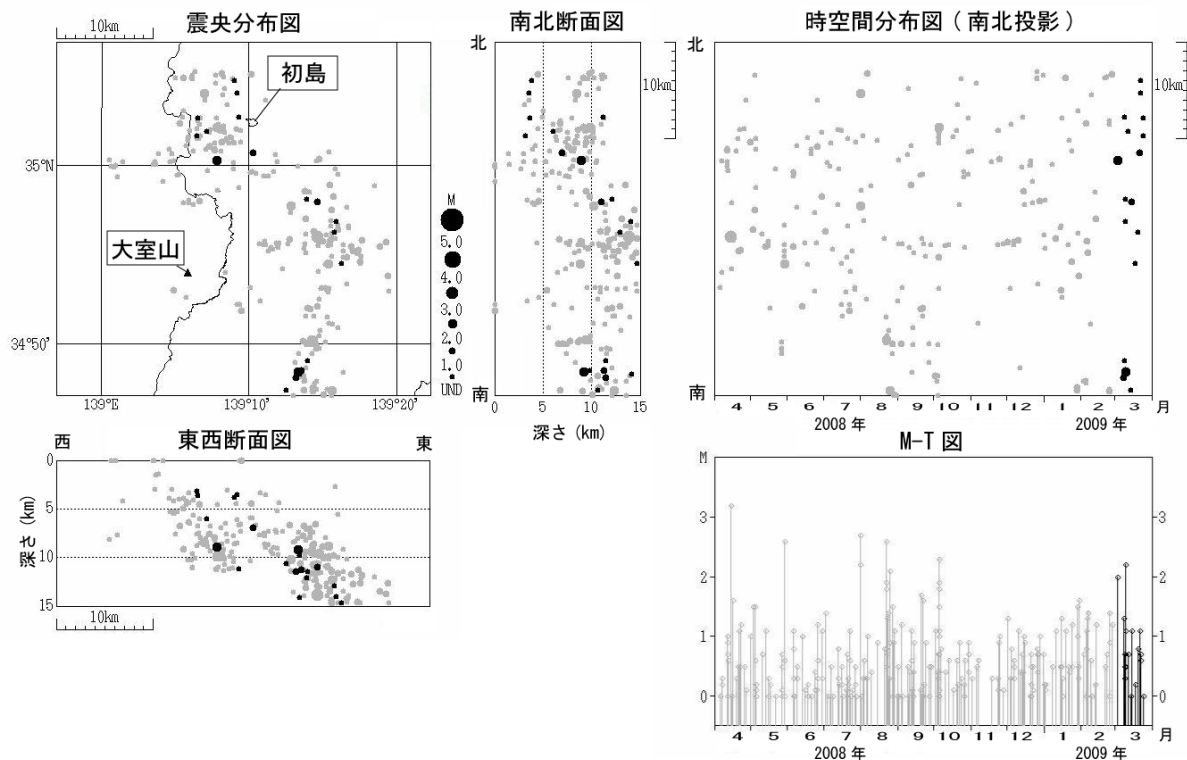 震央分布図
10km
初島
大室山
35°N
34°50′
139°E
139°10′
139°20′
M
5.0
4.0
3.0
2.0
1.0
UND
南北断面図
北
南
10km
0
5
10
15
深さ (km)
時空間分布図 ( 南北投影 )
北
南
10km
4
5
6
7
8
9
10
11
12
1
2
3
月
2008 年
2009 年
東西断面図
西
東
0
5
10
15
深さ (km)
10km
M-T 図
M
3
2
1
0
3
2
1
0
4
5
6
7
8
9
10
11
12
1
2
3
月
2008 年
2009 年